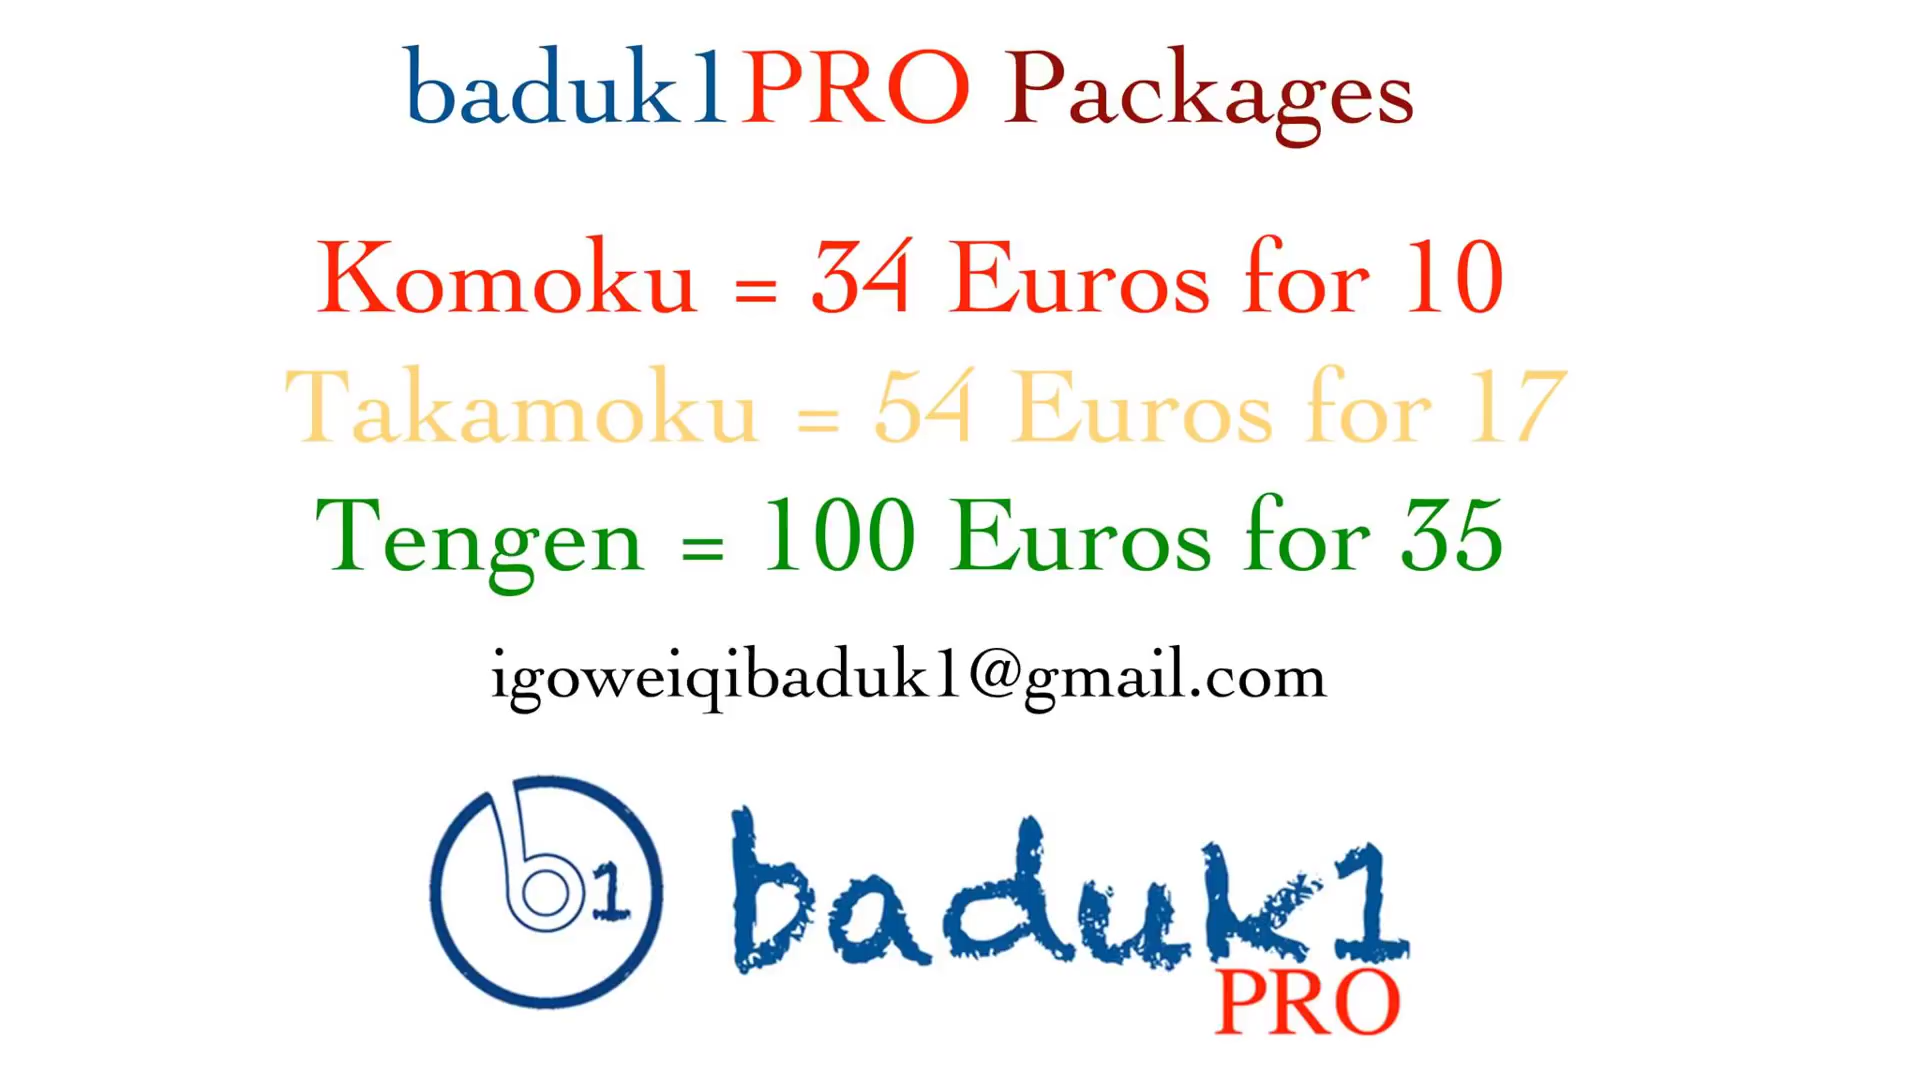 baduk1PRO Packages
Komoku = 34 Euros for 10
Takamoku = 54 Euros for 17
Tengen = 100 Euros for 35
igoweiqibaduk1@gmail.com
b1
baduk1
PRO